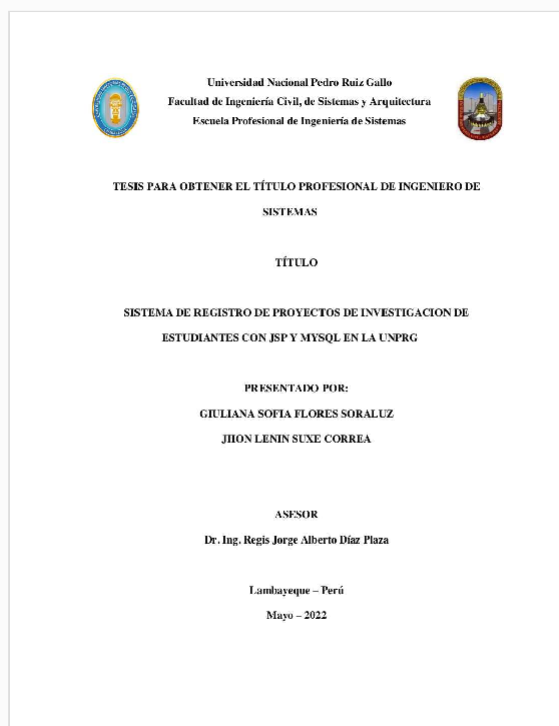 Universidad Nacional Pedro Ruiz Gallo
Facultad de Ingeniería Civil, de Sistemas y Arquitectura
Escuela Profesional de Ingeniería de Sistemas
TESIS PARA OBTENER EL TÍTULO PROFESIONAL DE INGENIERO DE
SISTEMAS
TÍTULO
SISTEMA DE REGISTRO DE PROYECTOS DE INVESTIGACION DE
ESTUDIANTES CON JSP Y MYSQL EN LA UNPRG
PRESENTADO POR:
GIULIANA SOFIA FLORES SORALUZ
JHON LENIN SUXE CORREA
ASESOR
Dr. Ing. Regis Jorge Alberto Díaz Plaza
Lambayeque – Perú
Mayo – 2022